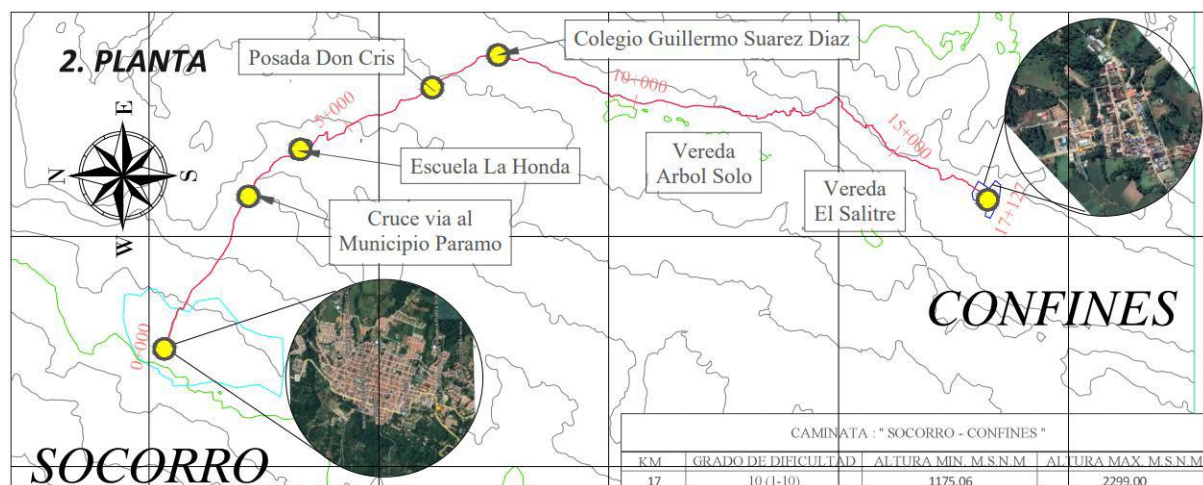 2. PLANTA
E
N
S
W
Posada Don Cris
Colegio Guillermo Suarez Diaz
10+000
5+000
Escuela La Honda
Cruce via al
Municipio Paramo
Vereda
Arbol Solo
15+000
Vereda
El Salitre
17+127
0+000
CONFINES
SOCORRO
CAMINATA : " SOCORRO - CONFINES "
KM GRADO DE DIFICULTAD ALTURA MIN. M.S.N.M ALTURA MAX. M.S.N.M
17 10 (1-10) 1175.06 2299.00